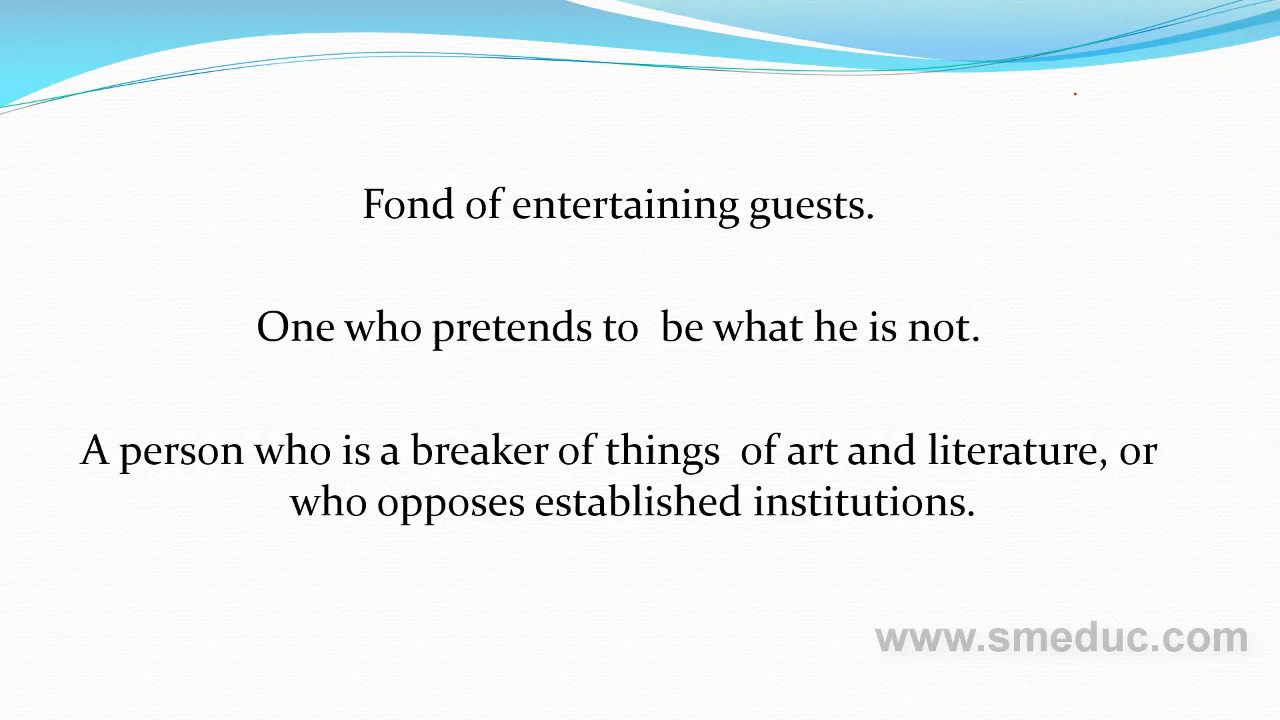 Fond of entertaining guests.
One who pretends to  be what he is not.
A person who is a breaker of things  of art and literature, or
who opposes established institutions.
www.smeduc.com